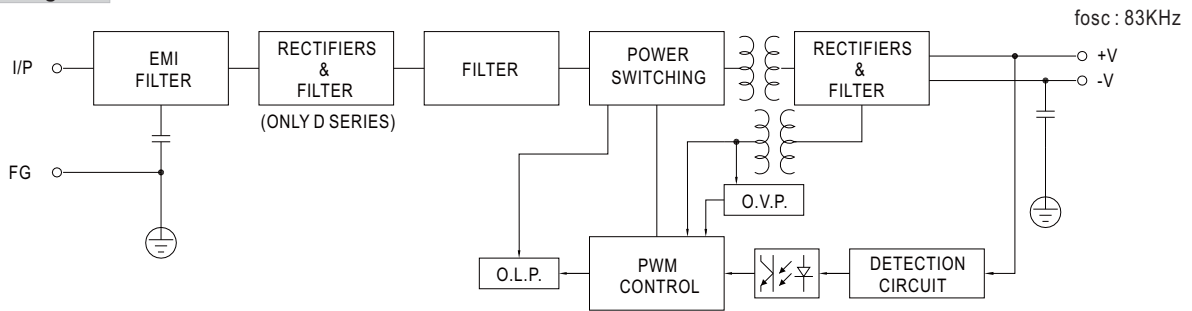 fosc : 83KHz
I/P
EMI
FILTER
RECTIFIERS
&
FILTER
(ONLY D SERIES)
FILTER
POWER
SWITCHING
RECTIFIERS
&
FILTER
+V
-V
FG
O.V.P.
O.L.P.
PWM
CONTROL
DETECTION
CIRCUIT